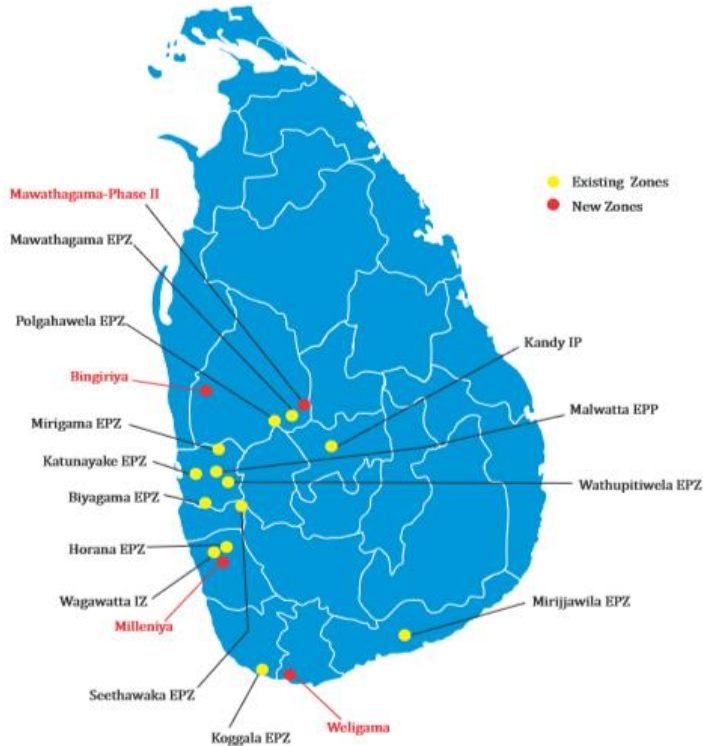 Mawathagama-Phase II
Existing Zones
New Zones
Mawathagama EPZ
Polgahawela EPZ
Kandy IP
Bingiriya
Malwatta EPP
Mirigama EPZ
Katunayake EPZ
Wathupitiwela EPZ
Biyagama EPZ
Horana EPZ
Wagawatta IZ
Mirijjawila EPZ
Milleniya
Seethawaka EPZ
Weligama
Koggala EPZ